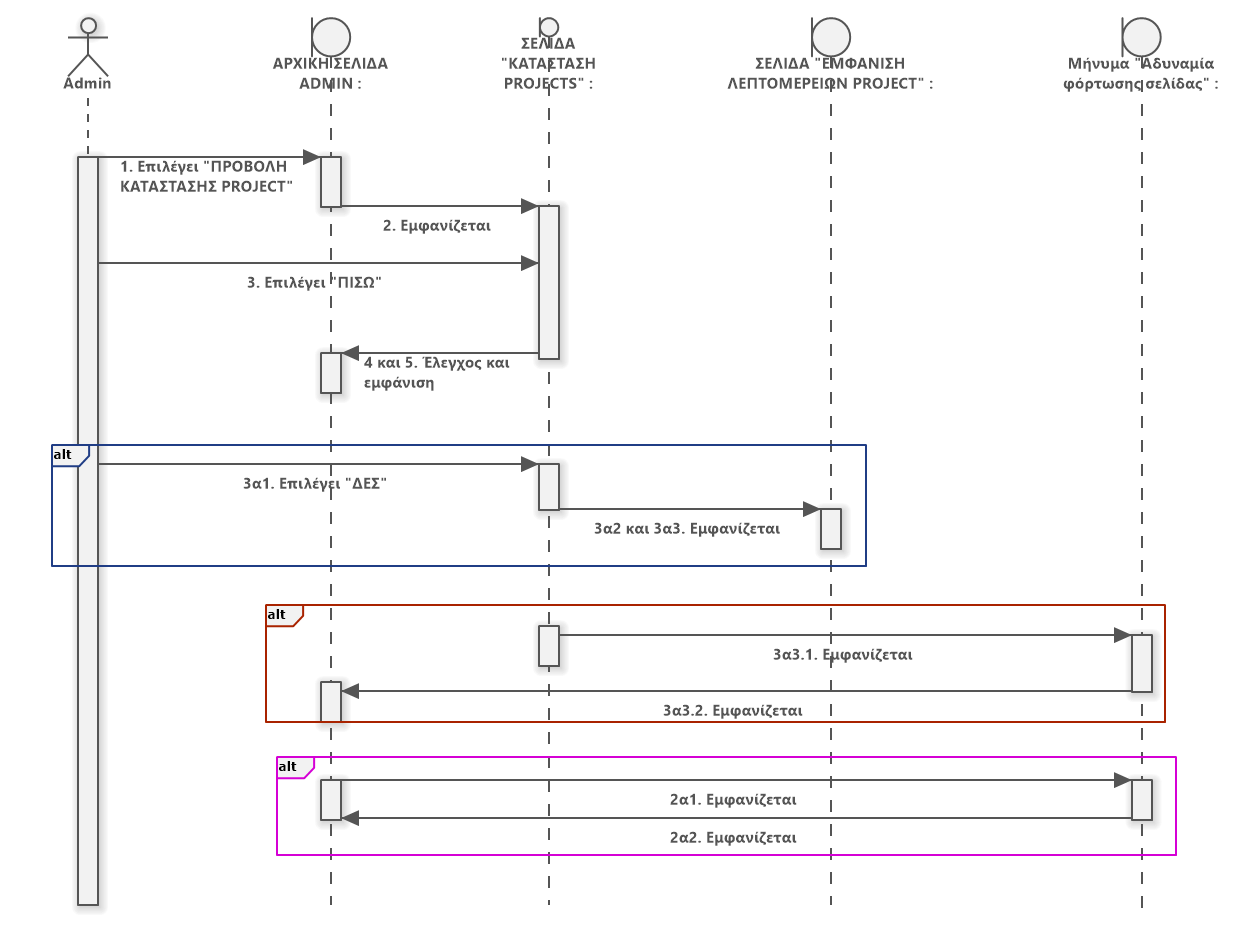 Admin
ΑΡΧΙΚΗ ΣΕΛΙΔΑ
ADMIN :
ΣΕΛΙΔΑ
"ΚΑΤΑΣΤΑΣΗ
PROJECTS" :
ΣΕΛΙΔΑ "ΕΜΦΑΝΙΣΗ
ΛΕΠΤΟΜΕΡΕΙΩΝ PROJECT" :
Μήνυμα "Αδυναμία
φόρτωσης σελίδας" :
1. Επιλέγει "ΠΡΟΒΟΛΗ
ΚΑΤΑΣΤΑΣΗΣ PROJECT"
2. Εμφανίζεται
3. Επιλέγει "ΠΙΣΩ"
4 και 5. Έλεγχος και
εμφάνιση
alt
3α1. Επιλέγει "ΔΕΣ"
3α2 και 3α3. Εμφανίζεται
alt
3α3.1. Εμφανίζεται
3α3.2. Εμφανίζεται
alt
2α1. Εμφανίζεται
2α2. Εμφανίζεται